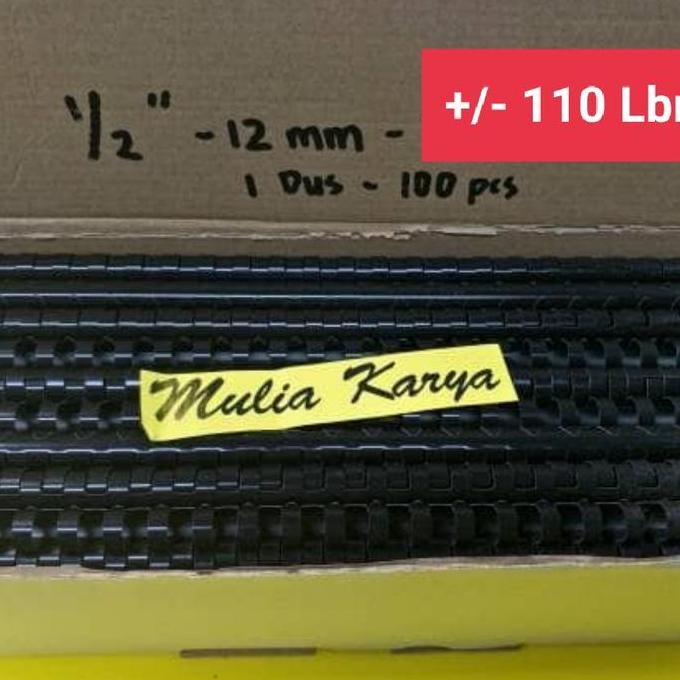 1/2" - 12 mm -
+/- 110 Lbr
1 Dus - 100 pcs
Mulia Karya